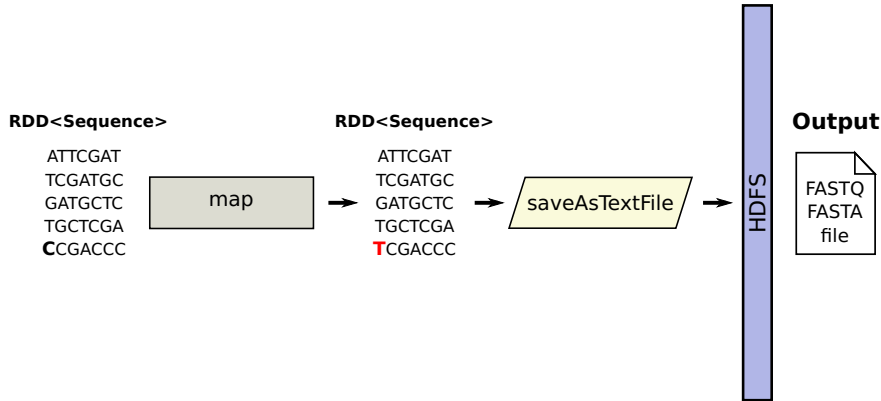 RDD<Sequence>
ATTCGAT
TCGATGC
GATGCTC
TGCTCGA
CCGACCC
map
RDD<Sequence>
ATTCGAT
TCGATGC
GATGCTC
TGCTCGA
TCGACCC
saveAsTextFile
HDFS
Output
FASTQ
FASTA
file